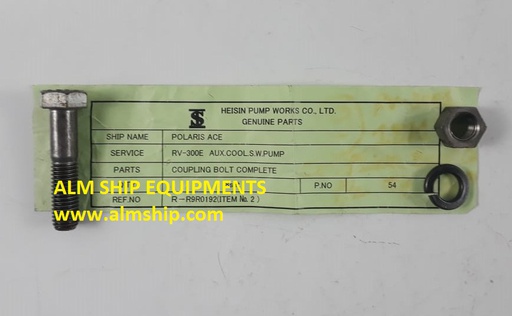 HEISIN PUMP WORKS CO., LTD.
GENUINE PARTS
SHIP NAME POLARIS ACE
SERVICE RV-300E AUX.COOL.S.W.PUMP
PARTS COUPLING BOLT COMPLETE
P.NO 54
REF.NO R-R9R0192(ITEM No. 2)
ALM SHIP EQUIPMENTS
www.almship.com